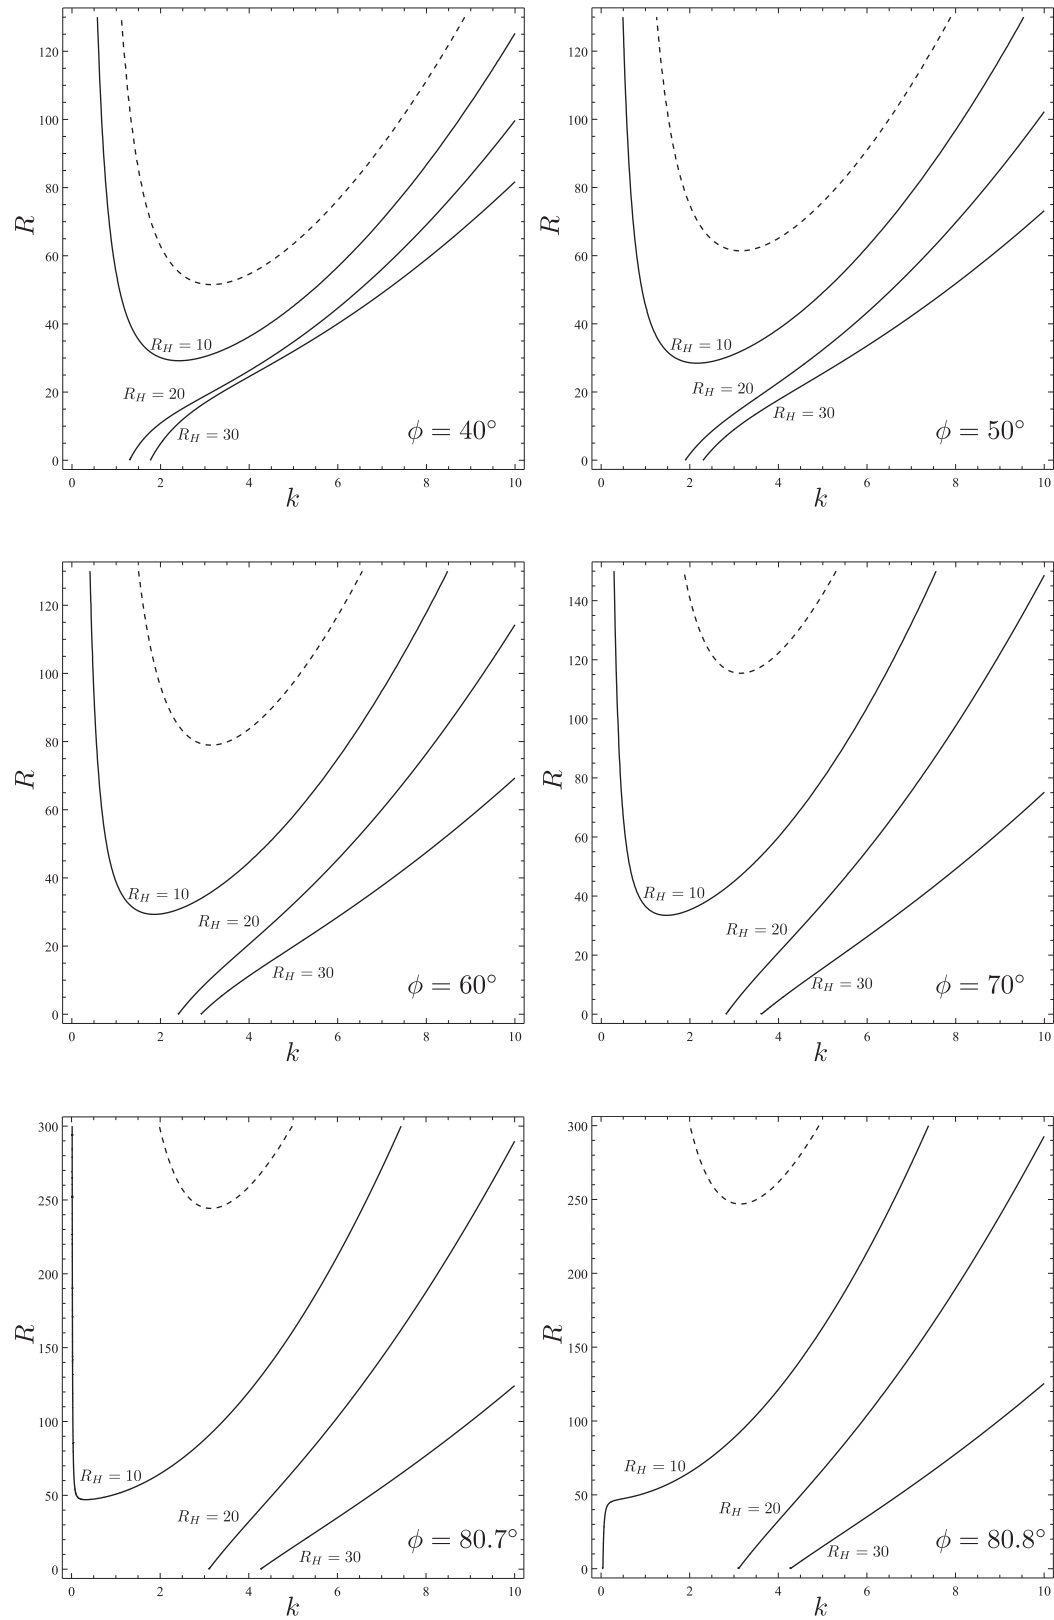 R
120
100
80
60
40
20
0
R_H = 10
R_H = 20
R_H = 30
ϕ = 40°
0 2 4 6 8 10
k
R
120
100
80
60
40
20
0
R_H = 10
R_H = 20
R_H = 30
ϕ = 50°
0 2 4 6 8 10
k
R
120
100
80
60
40
20
0
R_H = 10
R_H = 20
R_H = 30
ϕ = 60°
0 2 4 6 8 10
k
R
140
120
100
80
60
40
20
0
R_H = 10
R_H = 20
R_H = 30
ϕ = 70°
0 2 4 6 8 10
k
R
300
250
200
150
100
50
0
R_H = 10
R_H = 20
R_H = 30
ϕ = 80.7°
0 2 4 6 8 10
k
R
300
250
200
150
100
50
0
R_H = 10
R_H = 20
R_H = 30
ϕ = 80.8°
0 2 4 6 8 10
k